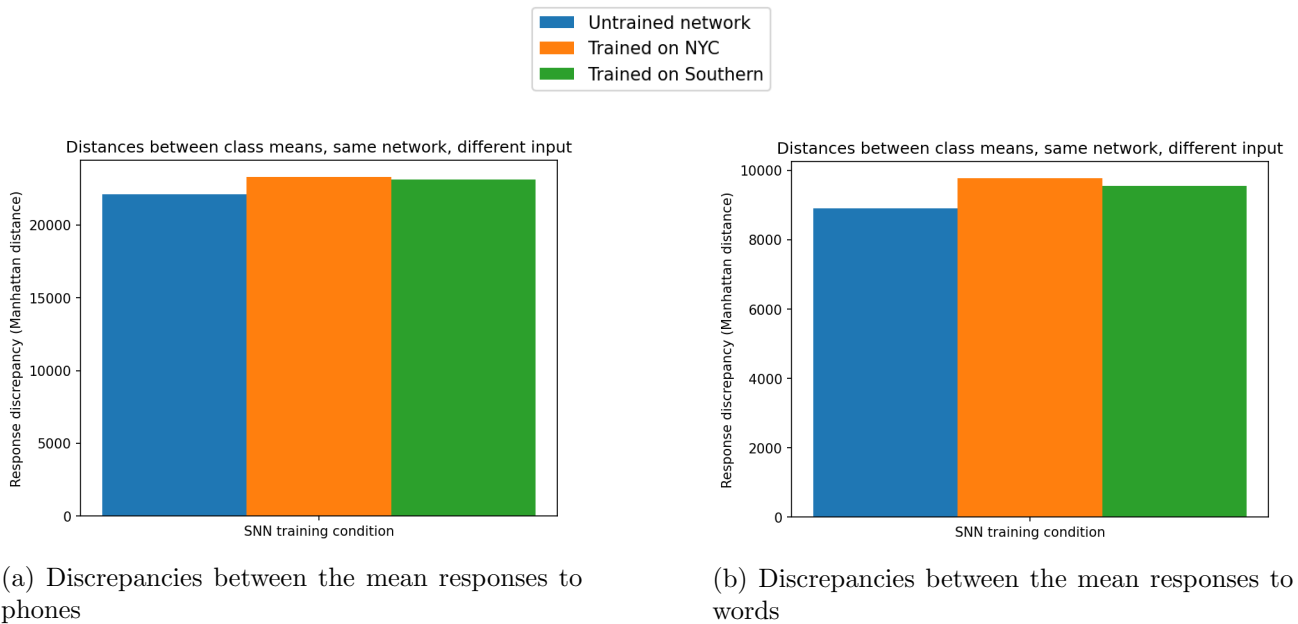 Untrained network
Trained on NYC
Trained on Southern
Distances between class means, same network, different input
Response discrepancy (Manhattan distance)
20000
15000
10000
5000
0
SNN training condition
(a) Discrepancies between the mean responses to
phones
Distances between class means, same network, different input
Response discrepancy (Manhattan distance)
10000
8000
6000
4000
2000
0
SNN training condition
(b) Discrepancies between the mean responses to
words